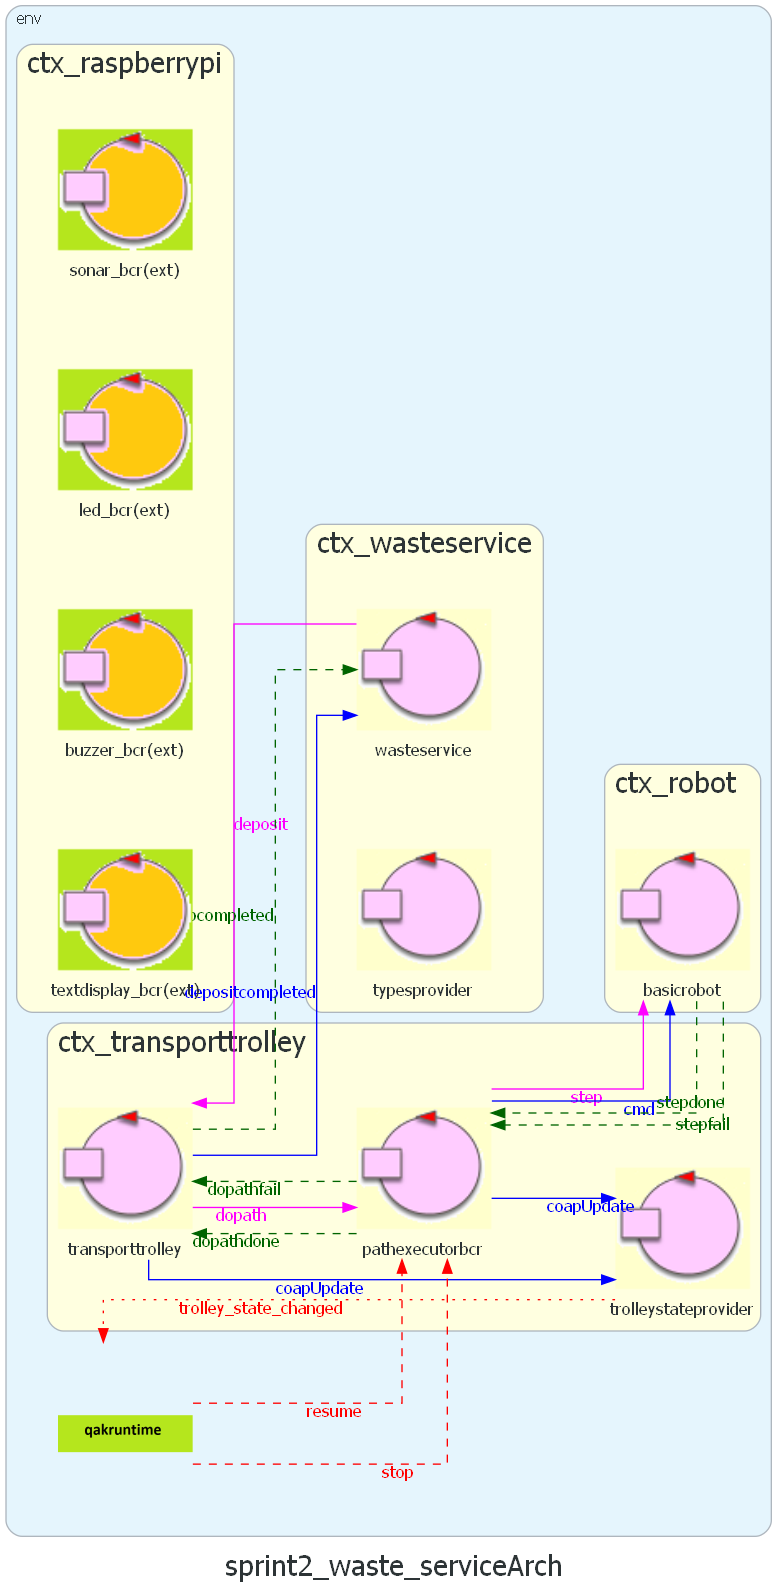 env
ctx_raspberrypi
sonar_bcr(ext)
led_bcr(ext)
ctx_wasteservice
buzzer_bcr(ext)
wasteservice
ctx_robot
deposit
textdisplay_bcr(ext)
depositcompleted
typesprovider
basicrobot
ctx_transporttrolley
step
stepdone
cmd
stepfail
dopathfail
dopath
coapUpdate
dopathdone
transporttrolley
pathexecutorbcr
coapUpdate
trolley_state_changed
trolleystateprovider
resume
qakruntime
stop
sprint2_waste_serviceArch